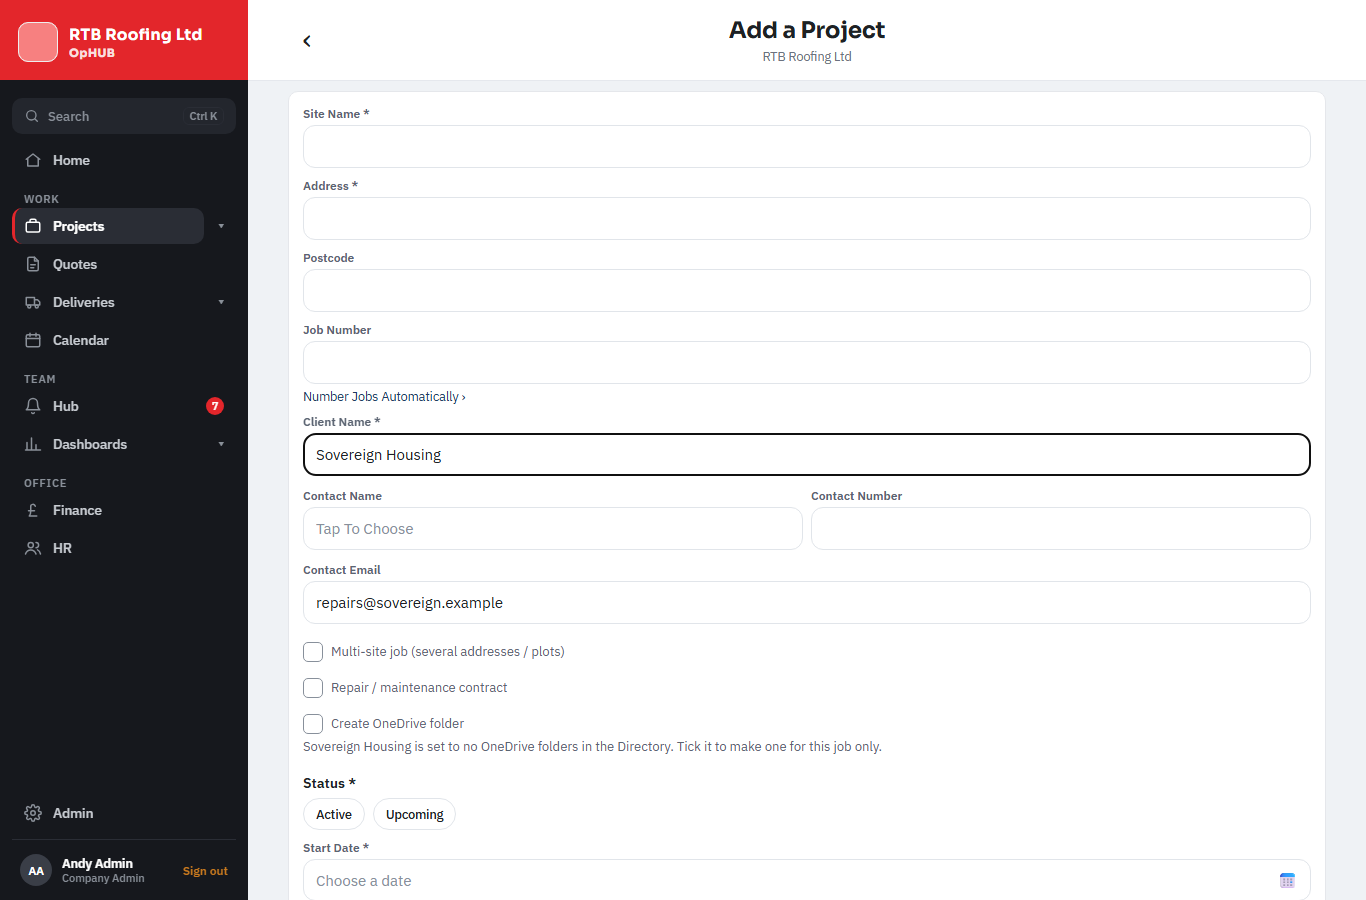 RTB Roofing Ltd
OpHUB
Search Ctrl K
Home
WORK
Projects
Quotes
Deliveries
Calendar
TEAM
Hub 7
Dashboards
OFFICE
Finance
HR
Admin
AA Andy Admin
Company Admin
Sign out
Add a Project
RTB Roofing Ltd
Site Name *
Address *
Postcode
Job Number
Number Jobs Automatically ›
Client Name *
Sovereign Housing
Contact Name Contact Number
Tap To Choose
Contact Email
repairs@sovereign.example
Multi-site job (several addresses / plots)
Repair / maintenance contract
Create OneDrive folder
Sovereign Housing is set to no OneDrive folders in the Directory. Tick it to make one for this job only.
Status *
Active Upcoming
Start Date *
Choose a date